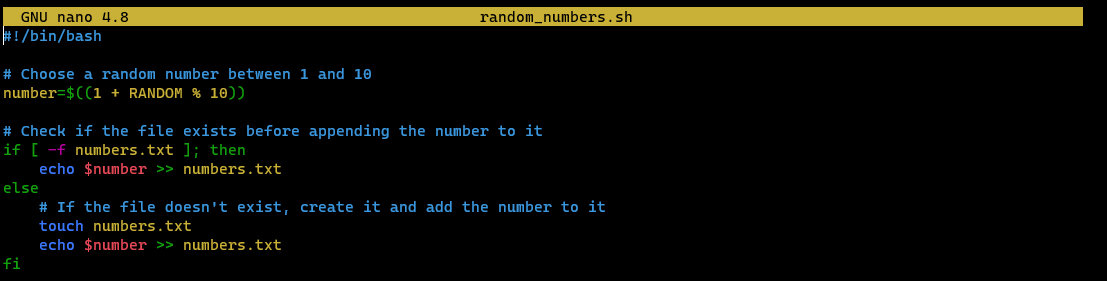 GNU nano 4.8 random_numbers.sh
#!/bin/bash
# Choose a random number between 1 and 10
number=$((1 + RANDOM % 10))
# Check if the file exists before appending the number to it
if [ -f numbers.txt ]; then
    echo $number >> numbers.txt
else
    # If the file doesn't exist, create it and add the number to it
    touch numbers.txt
    echo $number >> numbers.txt
fi